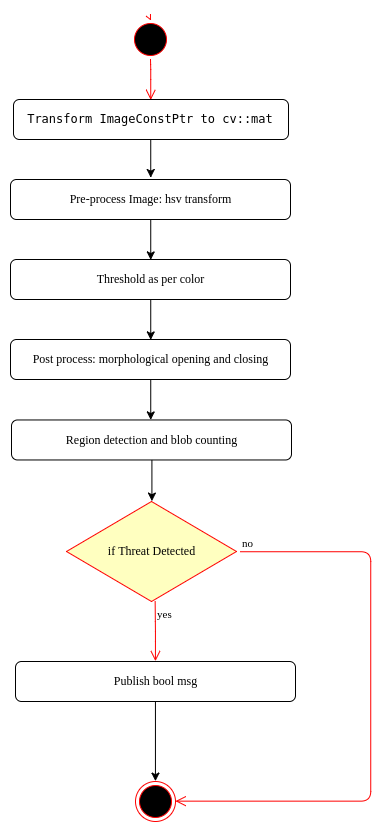 Transform ImageConstPtr to cv::mat
Pre-process Image: hsv transform
Threshold as per color
Post process: morphological opening and closing
Region detection and blob counting
if Threat Detected
no
yes
Publish bool msg